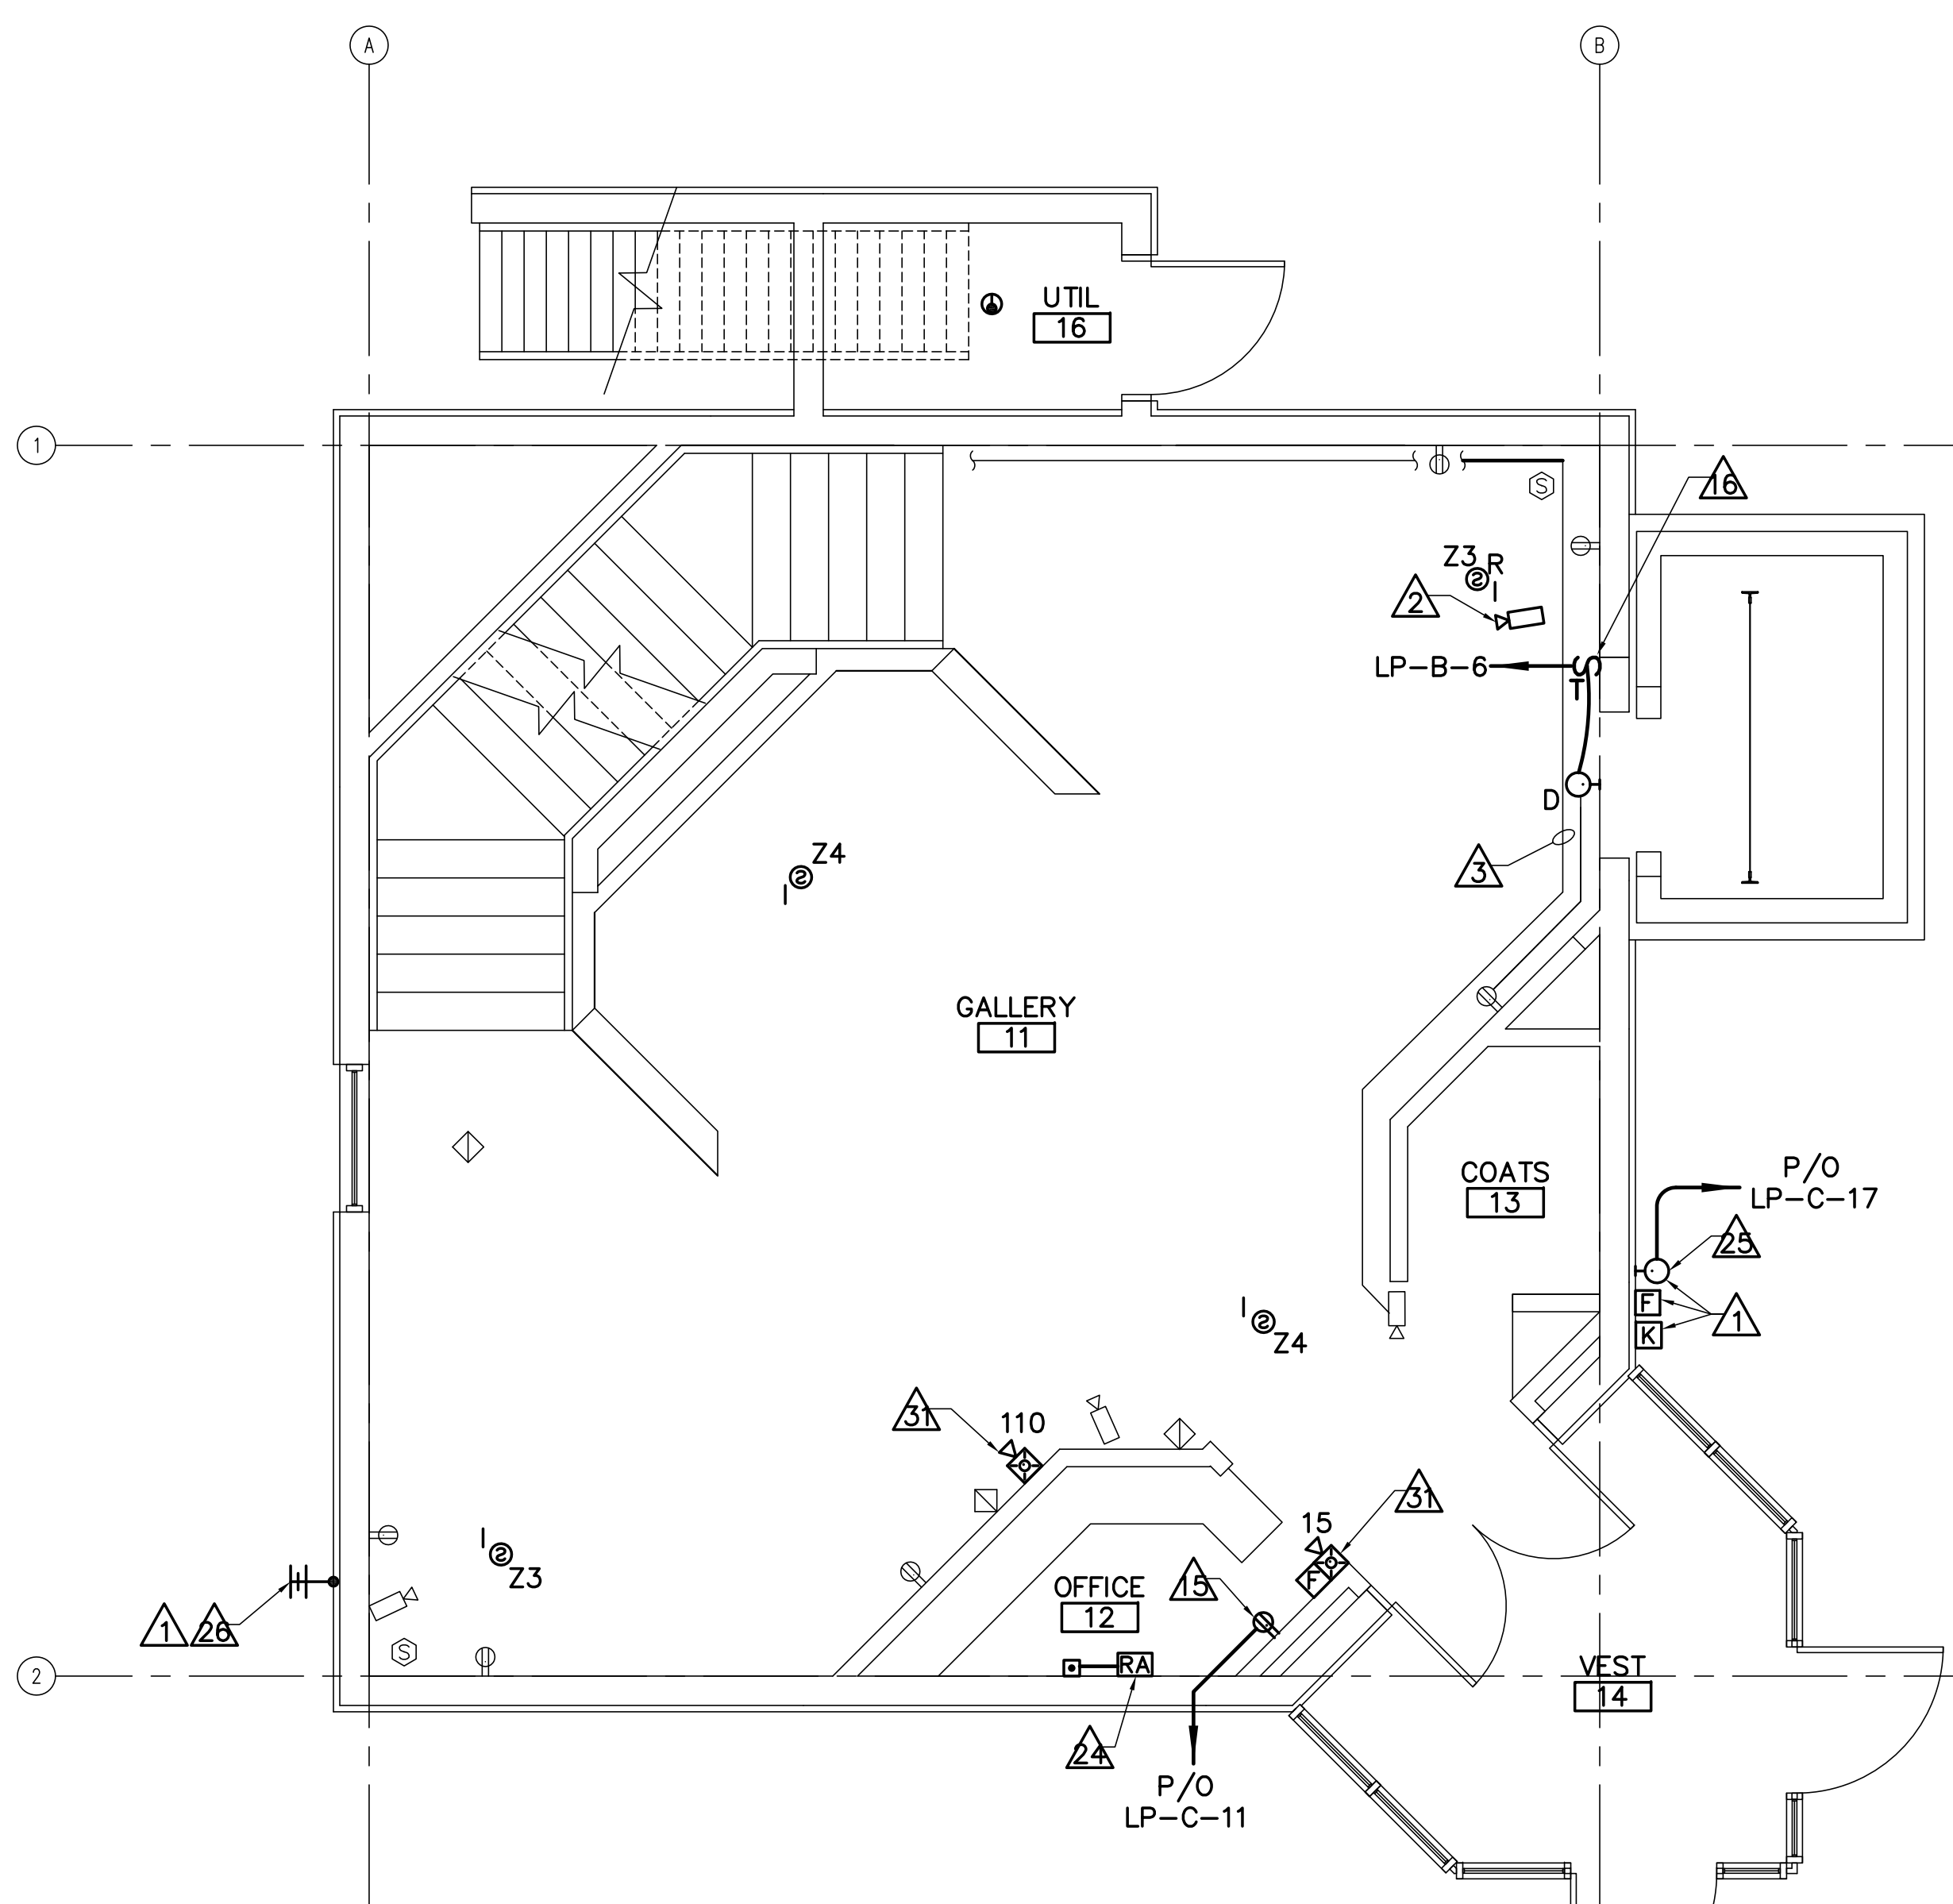 A
B
UTIL
16
1
S
16
Z3
S
R
I
2
LP-B-6
S
T
D
Z4
S
I
3
GALLERY
11
COATS
13
P/O
LP-C-17
25
F
1
K
I
S
Z4
31
110
31
15
F
I
S
Z3
15
OFFICE
12
1
26
S
RA
2
VEST
14
24
P/O
LP-C-11